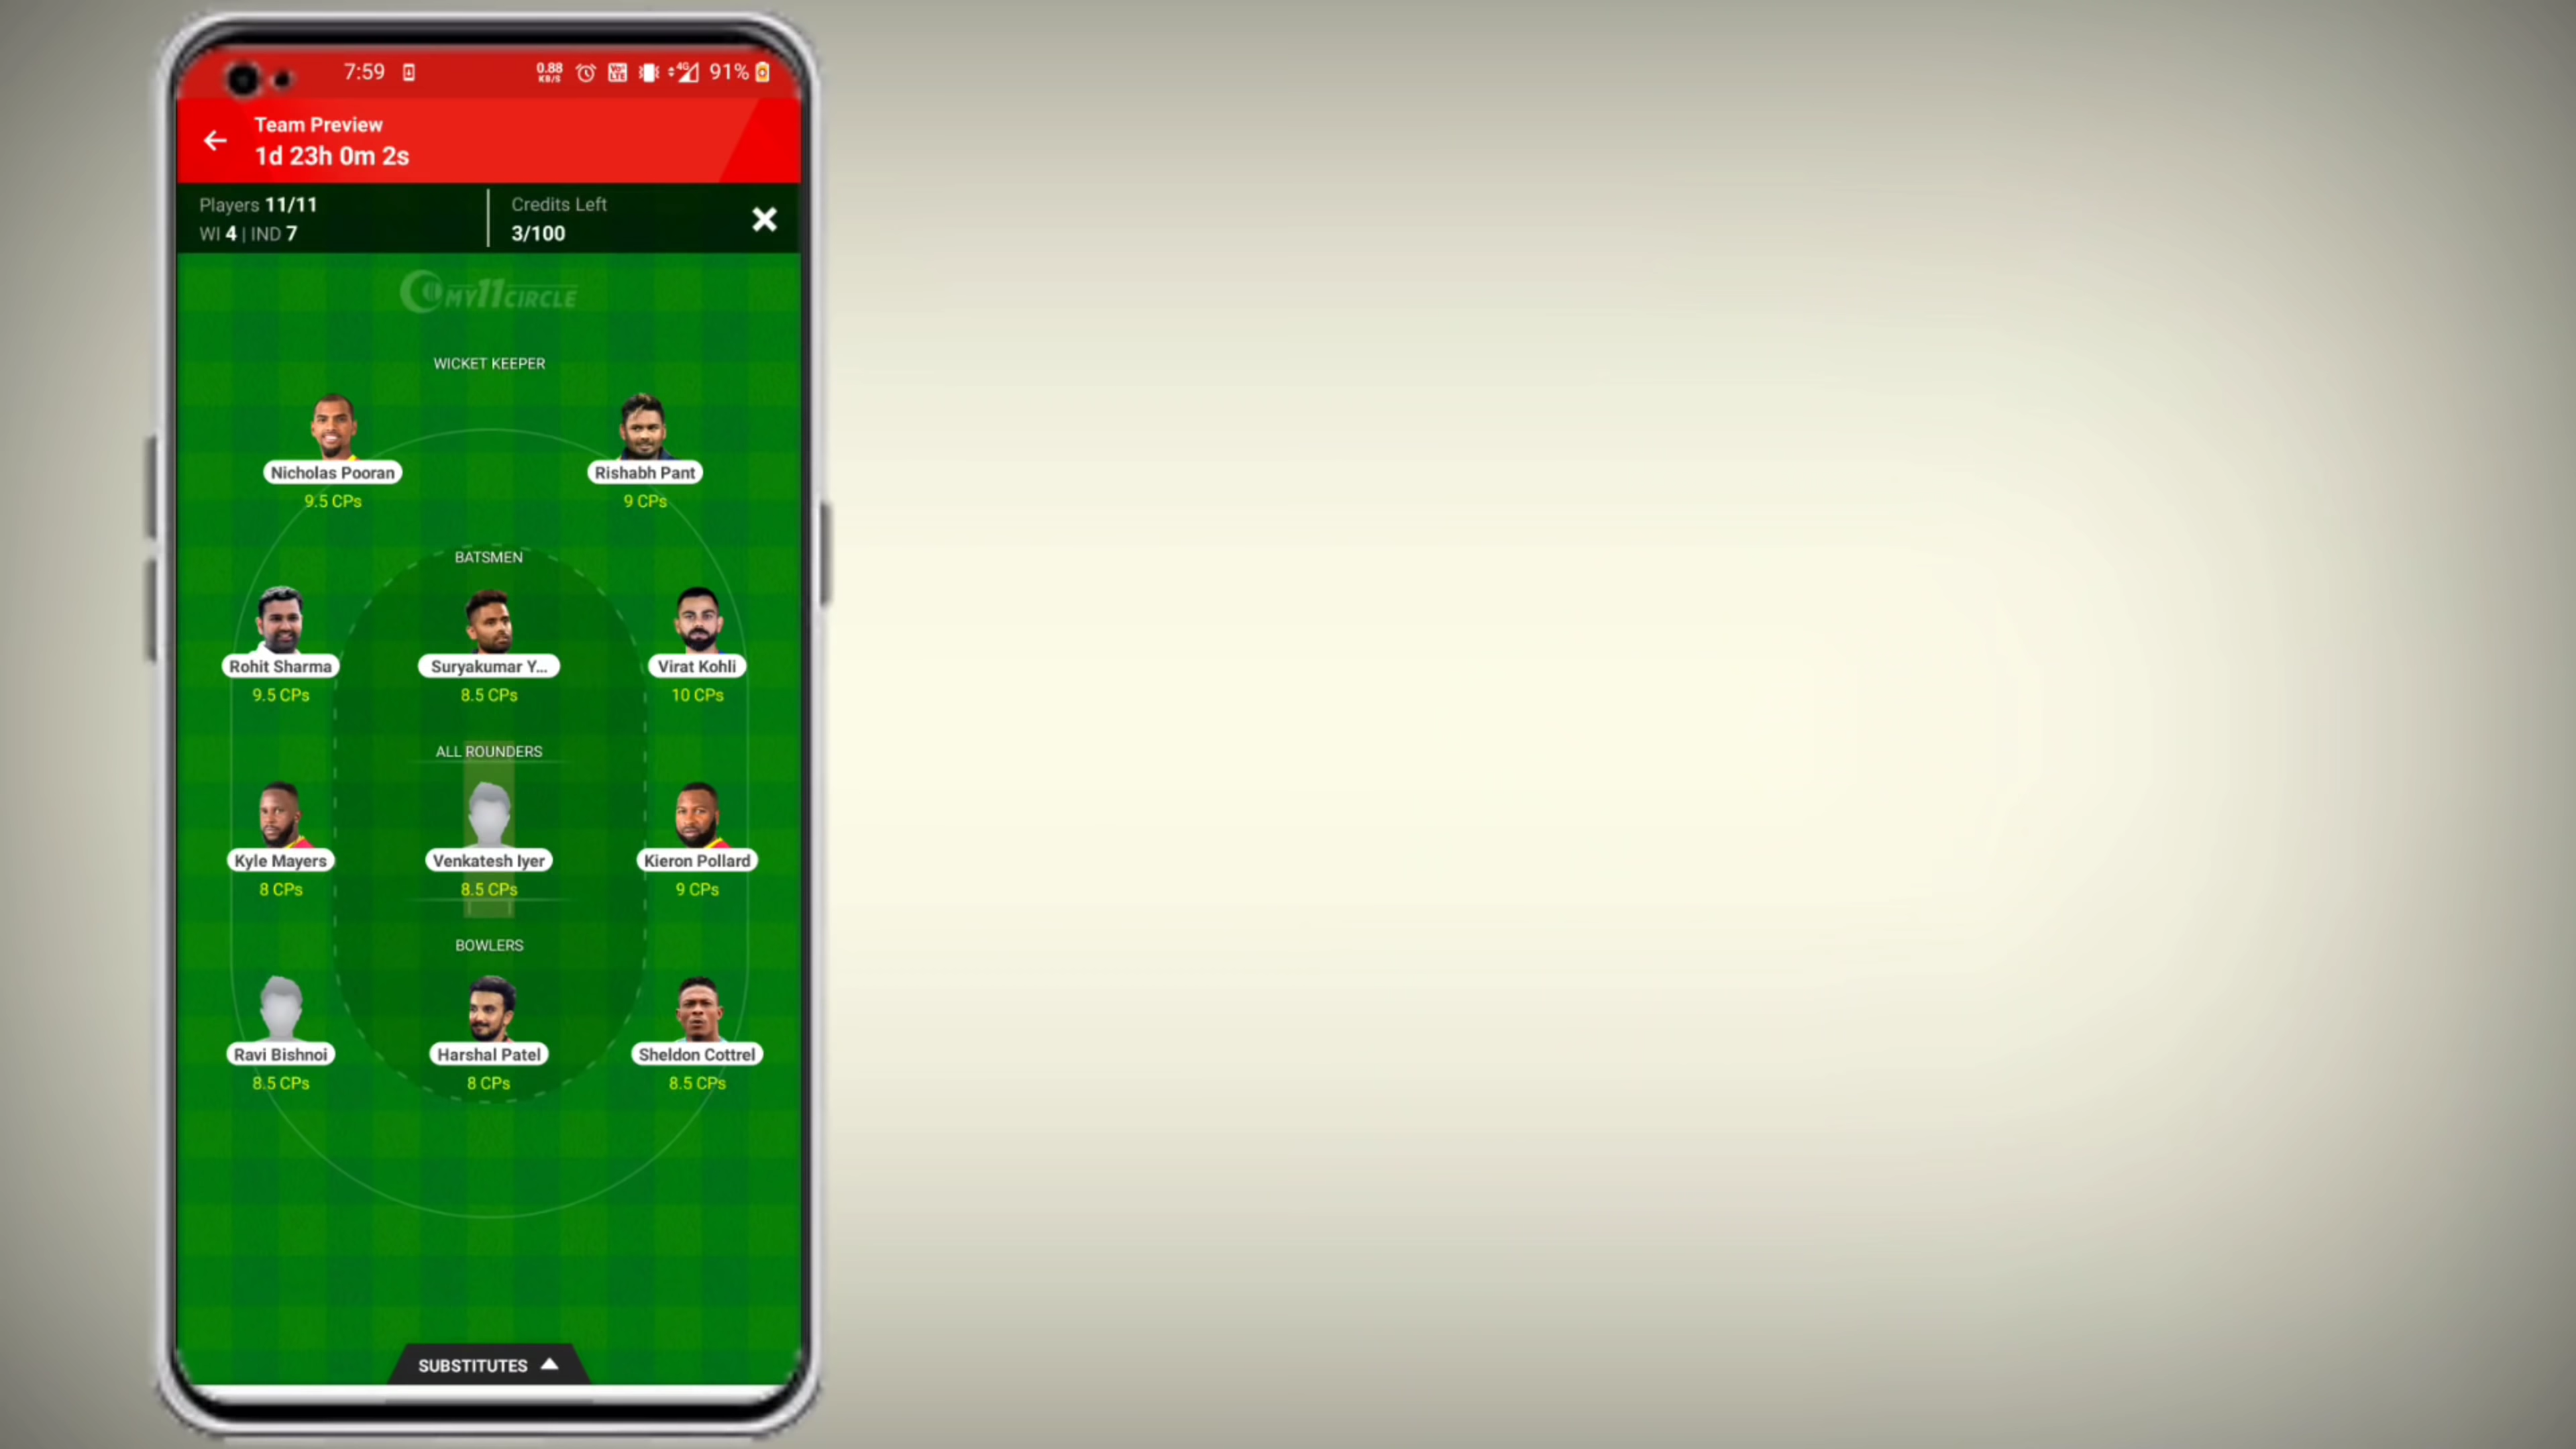 7:59
0.88 KB/S
4G
91%
Team Preview
1d 23h 0m 2s
Players 11/11
WI 4 | IND 7
Credits Left
3/100
MY11CIRCLE
WICKET KEEPER
Nicholas Pooran
Rishabh Pant
9.5 CPs
9 CPs
BATSMEN
Rohit Sharma
Suryakumar Y...
Virat Kohli
9.5 CPs
8.5 CPs
10 CPs
ALL ROUNDERS
Kyle Mayers
Venkatesh Iyer
Kieron Pollard
8 CPs
8.5 CPs
9 CPs
BOWLERS
Ravi Bishnoi
Harshal Patel
Sheldon Cottrel
8.5 CPs
8 CPs
8.5 CPs
SUBSTITUTES